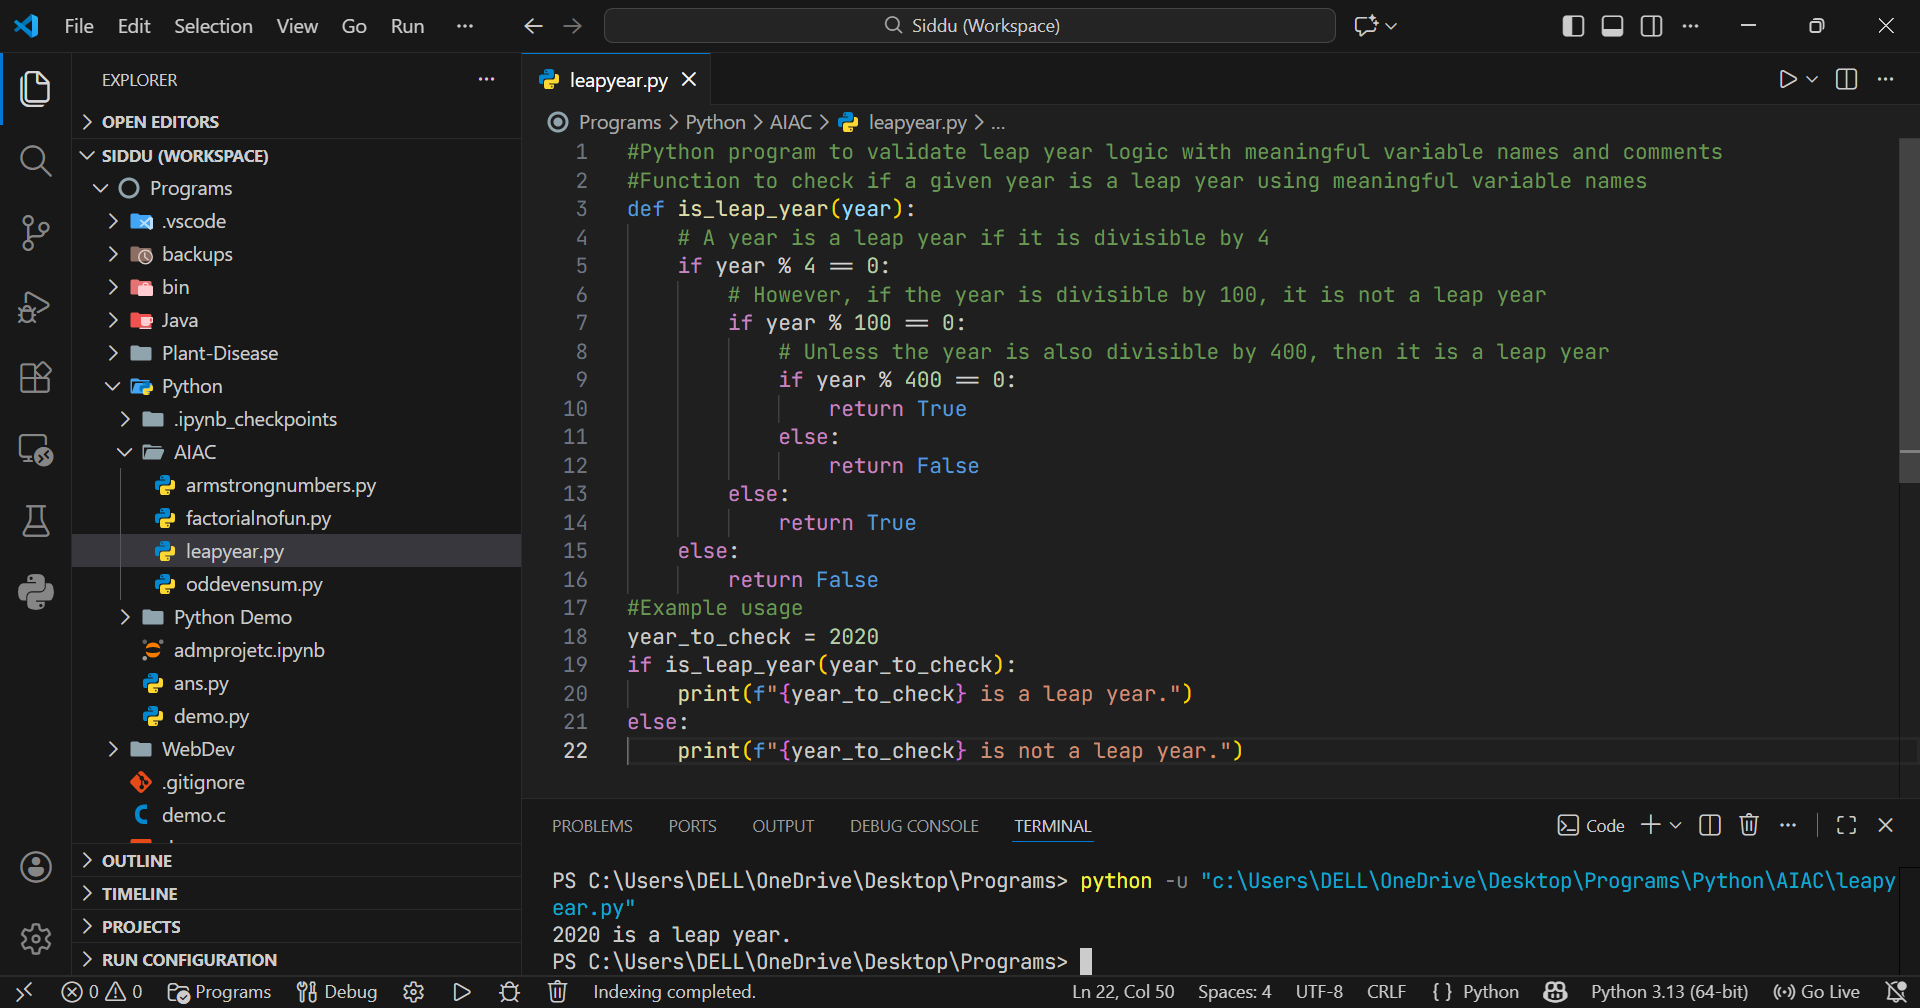 File Edit Selection View Go Run ··· Siddu (Workspace)
EXPLORER
OPEN EDITORS
SIDDU (WORKSPACE)
Programs
.vscode
backups
bin
Java
Plant-Disease
Python
.ipynb_checkpoints
AIAC
armstrongnumbers.py
factorialnofun.py
leapyear.py
oddevensum.py
Python Demo
admprojetc.ipynb
ans.py
demo.py
WebDev
.gitignore
demo.c
OUTLINE
TIMELINE
PROJECTS
RUN CONFIGURATION
leapyear.py
Programs > Python > AIAC > leapyear.py > ...
1 #Python program to validate leap year logic with meaningful variable names and comments
2 #Function to check if a given year is a leap year using meaningful variable names
3 def is_leap_year(year):
4     # A year is a leap year if it is divisible by 4
5     if year % 4 == 0:
6         # However, if the year is divisible by 100, it is not a leap year
7         if year % 100 == 0:
8             # Unless the year is also divisible by 400, then it is a leap year
9             if year % 400 == 0:
10                 return True
11             else:
12                 return False
13         else:
14             return True
15     else:
16         return False
17 #Example usage
18 year_to_check = 2020
19 if is_leap_year(year_to_check):
20     print(f"{year_to_check} is a leap year.")
21 else:
22     print(f"{year_to_check} is not a leap year.")
PROBLEMS PORTS OUTPUT DEBUG CONSOLE TERMINAL Code
PS C:\Users\DELL\OneDrive\Desktop\Programs> python -u "c:\Users\DELL\OneDrive\Desktop\Programs\Python\AIAC\leapy
ear.py"
2020 is a leap year.
PS C:\Users\DELL\OneDrive\Desktop\Programs>
0 0 Programs Debug Indexing completed. Ln 22, Col 50 Spaces: 4 UTF-8 CRLF { } Python Python 3.13 (64-bit) Go Live